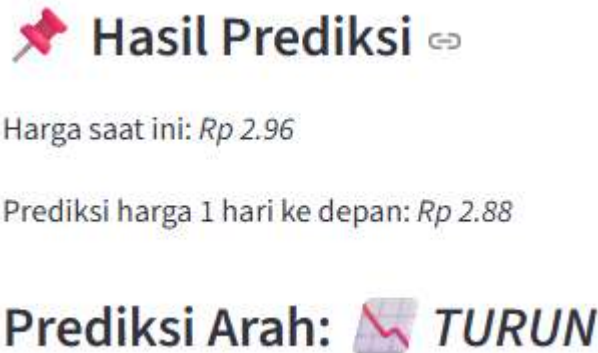 📌 Hasil Prediksi
Harga saat ini: Rp 2.96
Prediksi harga 1 hari ke depan: Rp 2.88
Prediksi Arah: 📉 TURUN